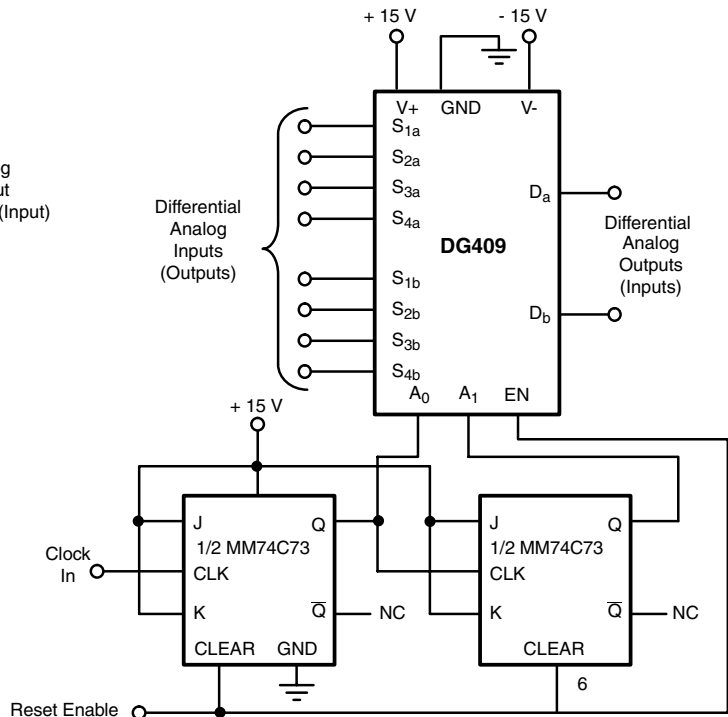 + 15 V
- 15 V
V+
GND
V-
S1a
S2a
S3a
S4a
S1b
S2b
S3b
S4b
DG409
Da
Db
A0
A1
EN
(Input)
Differential
Analog
Inputs
(Outputs)
Differential
Analog
Outputs
(Inputs)
+ 15 V
J
Q
1/2 MM74C73
CLK
K
Q
CLEAR
GND
NC
Clock
In
J
Q
1/2 MM74C73
CLK
K
Q
CLEAR
NC
6
Reset Enable